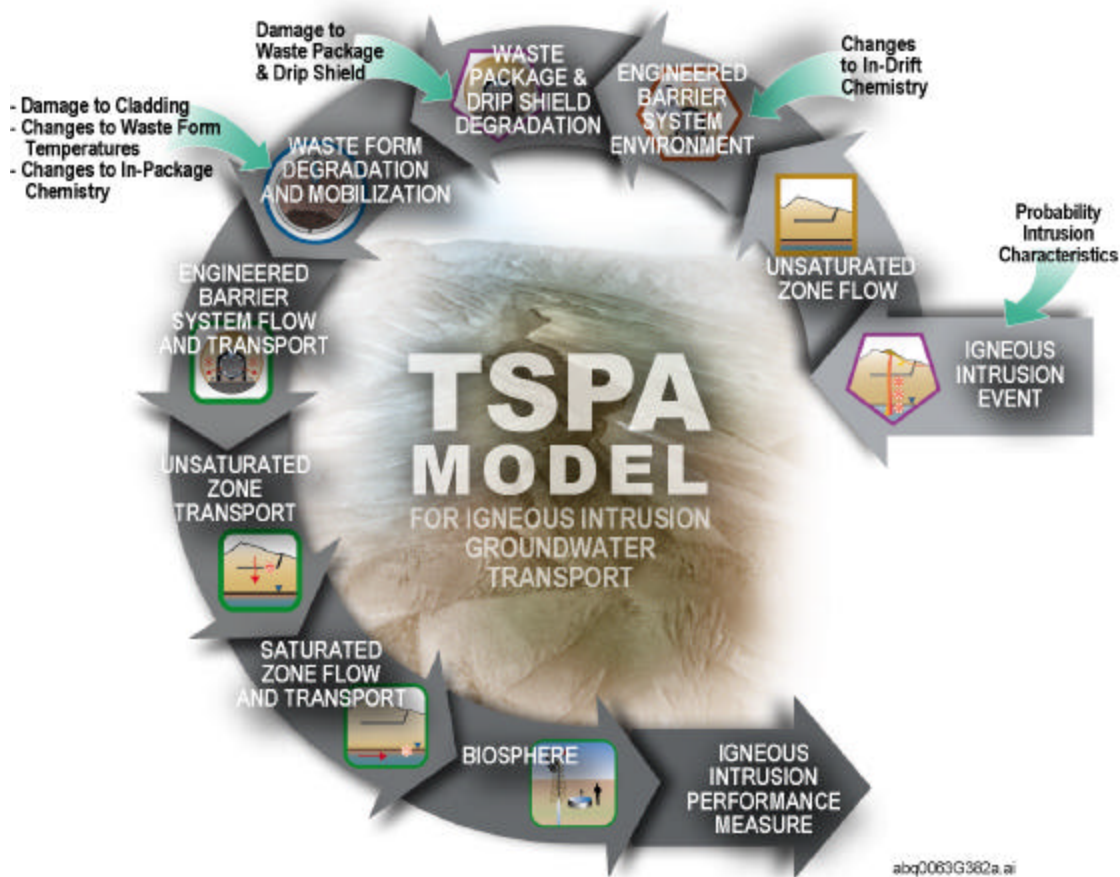 Damage to
Waste Package
& Drip Shield
- Damage to Cladding
- Changes to Waste Form
Temperatures
- Changes to In-Package
Chemistry
WASTE
PACKAGE &
DRIP SHIELD
DEGRADATION
ENGINEERED
BARRIER
SYSTEM
ENVIRONMENT
Changes
to In-Drift
Chemistry
WASTE FORM
DEGRADATION
AND MOBILIZATION
UNSATURATED
ZONE FLOW
Probability
Intrusion
Characteristics
IGNEOUS
INTRUSION
EVENT
ENGINEERED
BARRIER
SYSTEM FLOW
AND TRANSPORT
TSPA
MODEL
FOR IGNEOUS INTRUSION
GROUNDWATER
TRANSPORT
UNSATURATED
ZONE
TRANSPORT
SATURATED
ZONE FLOW
AND TRANSPORT
BIOSPHERE
IGNEOUS
INTRUSION
PERFORMANCE
MEASURE
abq0063G382a.ai